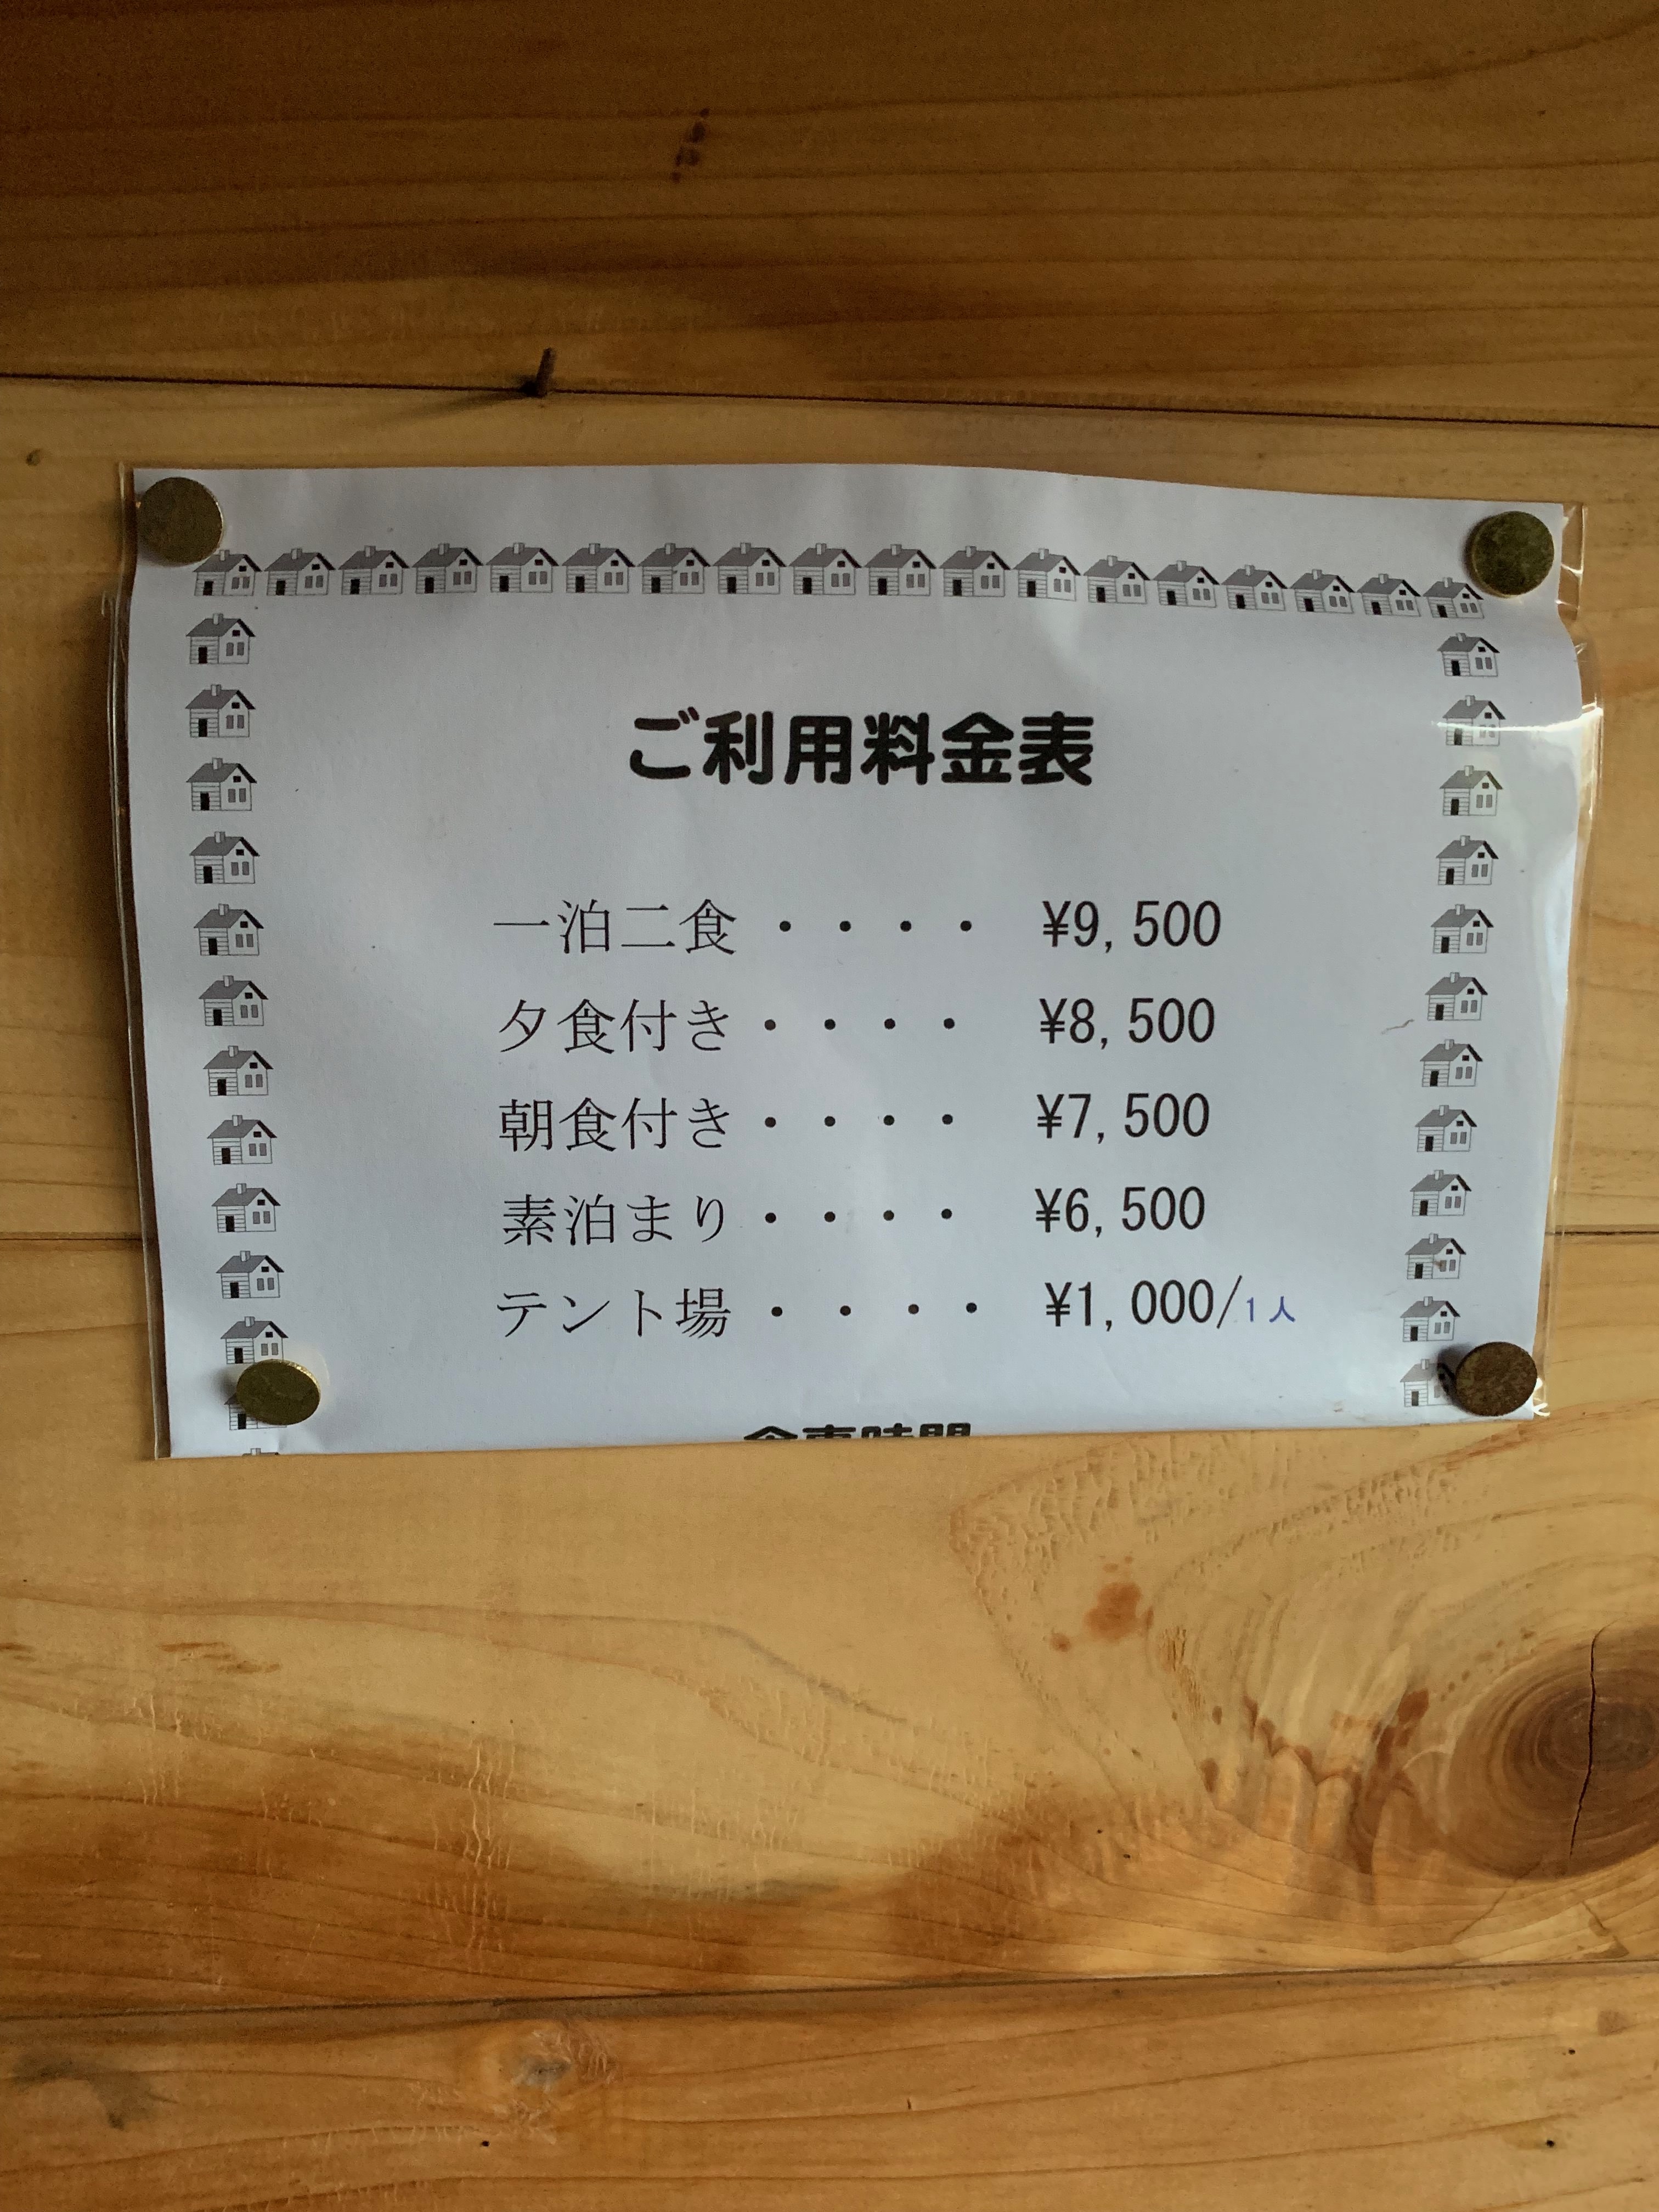 ご利用料金表
一泊二食・・・・ ¥9,500
夕食付き・・・・ ¥8,500
朝食付き・・・・ ¥7,500
素泊まり・・・・ ¥6,500
テント場・・・・ ¥1,000/1人